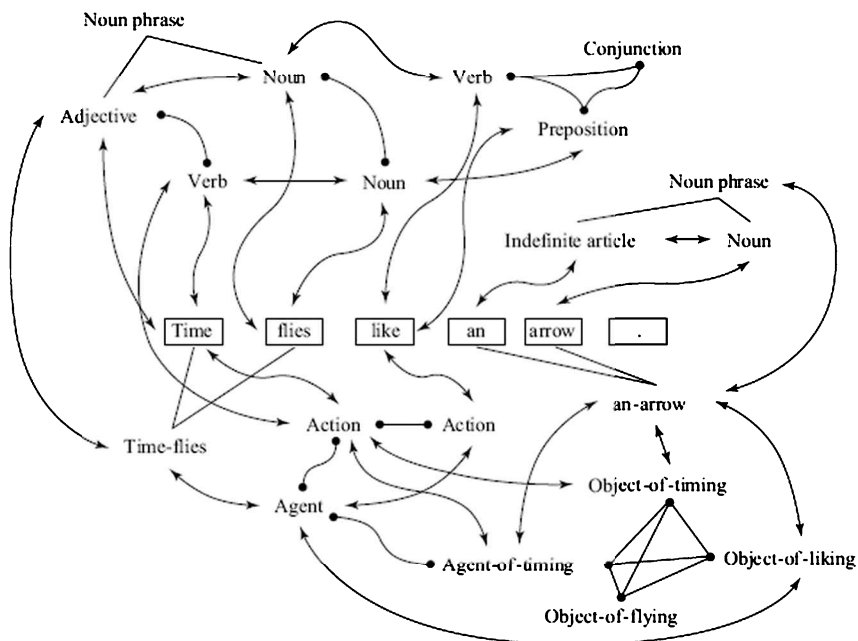 Noun phrase
Conjunction
Noun
Verb
Adjective
Preposition
Verb
Noun
Noun phrase
Indefinite article
Noun
Time
flies
like
an
arrow
.
an-arrow
Action
Action
Time-flies
Object-of-timing
Agent
Agent-of-timing
Object-of-liking
Object-of-flying